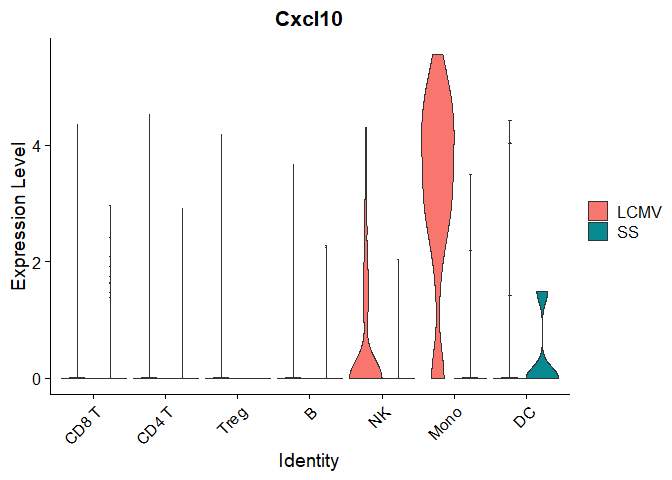 Cxcl10
Expression Level
4
2
0
CD8 T
CD4 T
Treg
B
NK
Mono
DC
Identity
LCMV
SS